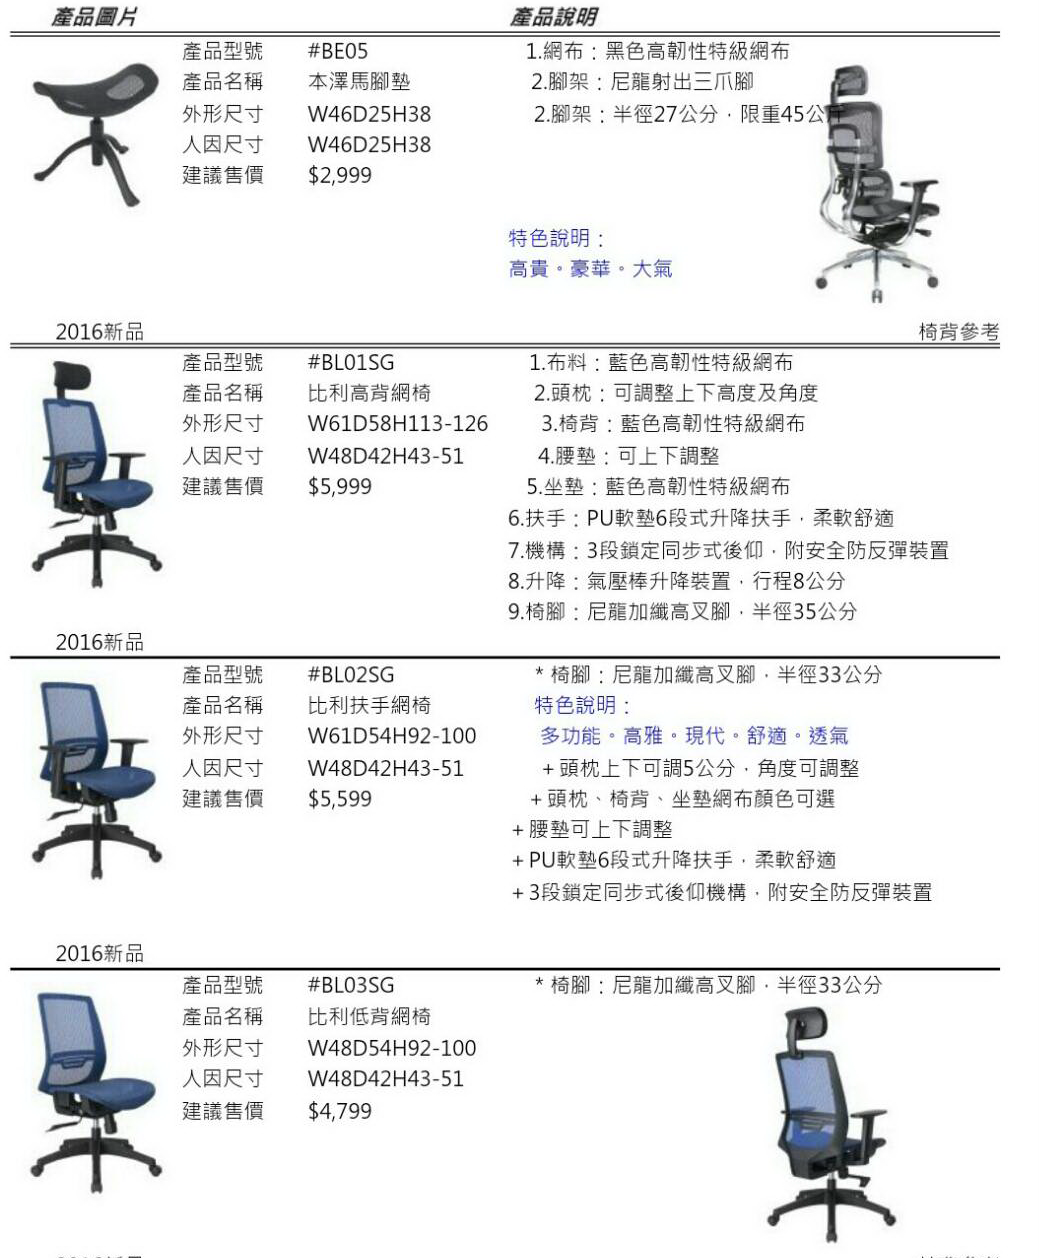 產品圖片 產品說明
產品型號 #BE05 1.網布：黑色高韌性特級網布
產品名稱 本澤馬腳墊 2.腳架：尼龍射出三爪腳
外形尺寸 W46D25H38 2.腳架：半徑27公分，限重45公斤
人因尺寸 W46D25H38
建議售價 $2,999
特色說明：
高貴。豪華。大氣
2016新品 椅背參考
產品型號 #BL01SG 1.布料：藍色高韌性特級網布
產品名稱 比利高背網椅 2.頭枕：可調整上下高度及角度
外形尺寸 W61D58H113-126 3.椅背：藍色高韌性特級網布
人因尺寸 W48D42H43-51 4.腰墊：可上下調整
建議售價 $5,999 5.坐墊：藍色高韌性特級網布
6.扶手：PU軟墊6段式升降扶手，柔軟舒適
7.機構：3段鎖定同步式後仰，附安全防反彈裝置
8.升降：氣壓棒升降裝置，行程8公分
9.椅腳：尼龍加纖高叉腳，半徑35公分
2016新品
產品型號 #BL02SG * 椅腳：尼龍加纖高叉腳，半徑33公分
產品名稱 比利扶手網椅 特色說明：
外形尺寸 W61D54H92-100 多功能。高雅。現代。舒適。透氣
人因尺寸 W48D42H43-51 ＋頭枕上下可調5公分，角度可調整
建議售價 $5,599 ＋頭枕、椅背、坐墊網布顏色可選
＋腰墊可上下調整
＋PU軟墊6段式升降扶手，柔軟舒適
＋3段鎖定同步式後仰機構，附安全防反彈裝置
2016新品
產品型號 #BL03SG * 椅腳：尼龍加纖高叉腳，半徑33公分
產品名稱 比利低背網椅
外形尺寸 W48D54H92-100
人因尺寸 W48D42H43-51
建議售價 $4,799